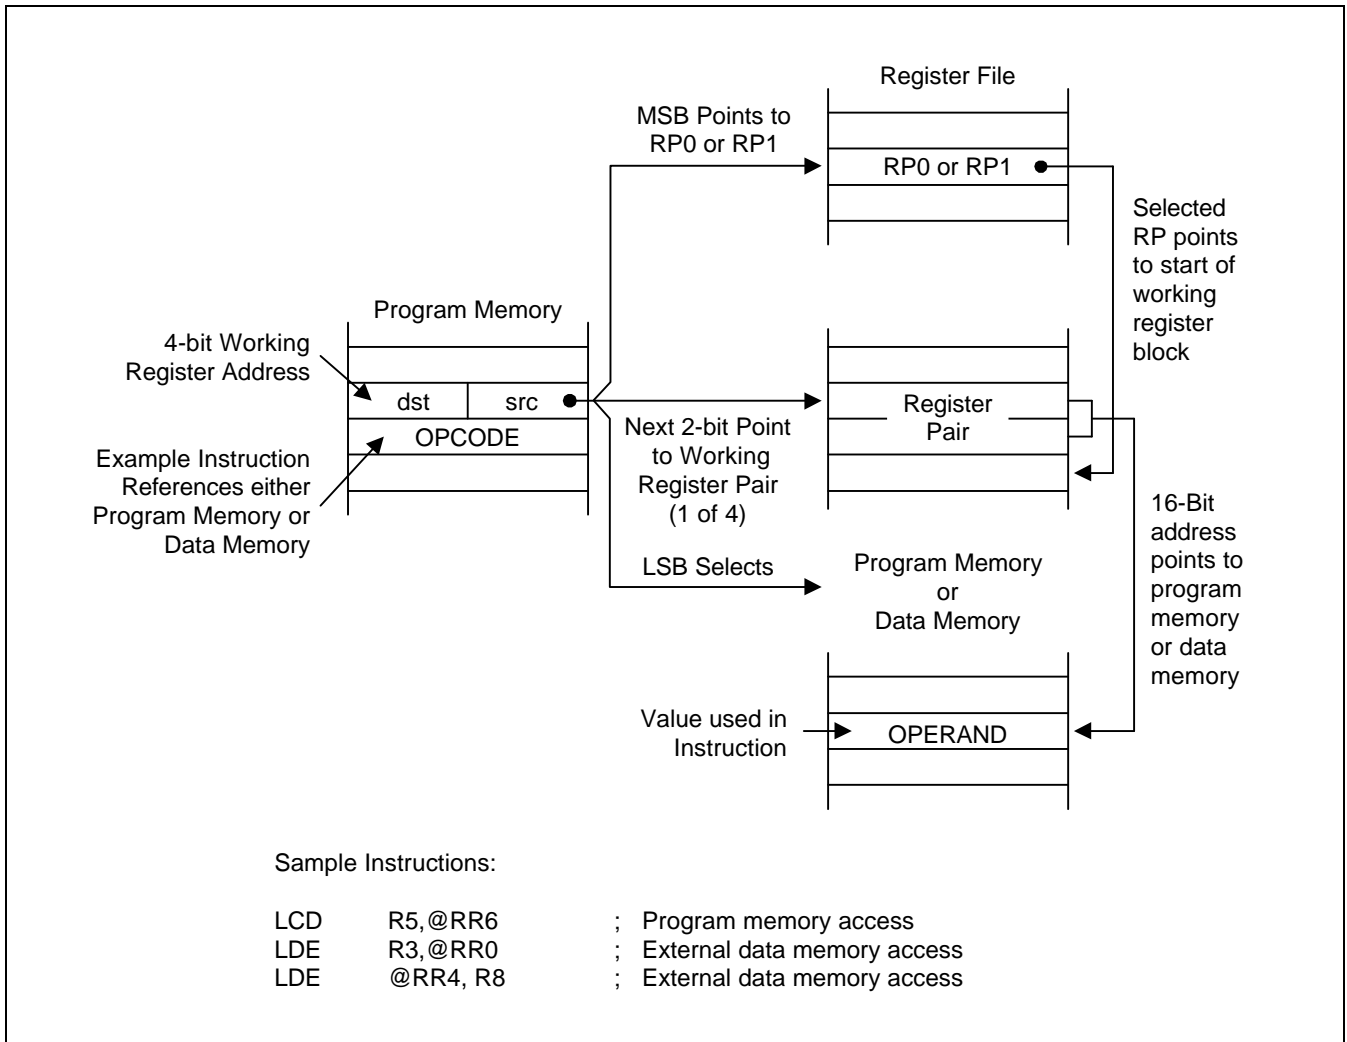 Register File
MSB Points to
RP0 or RP1
RP0 or RP1
Selected
RP points
to start of
working
register
block
Program Memory
4-bit Working
Register Address
dst src
OPCODE
Example Instruction
References either
Program Memory or
Data Memory
Next 2-bit Point
to Working
Register Pair
(1 of 4)
Register
Pair
LSB Selects
Program Memory
or
Data Memory
16-Bit
address
points to
program
memory
or data
memory
Value used in
Instruction
OPERAND
Sample Instructions:
LCD R5,@RR6 ; Program memory access
LDE R3,@RR0 ; External data memory access
LDE @RR4, R8 ; External data memory access